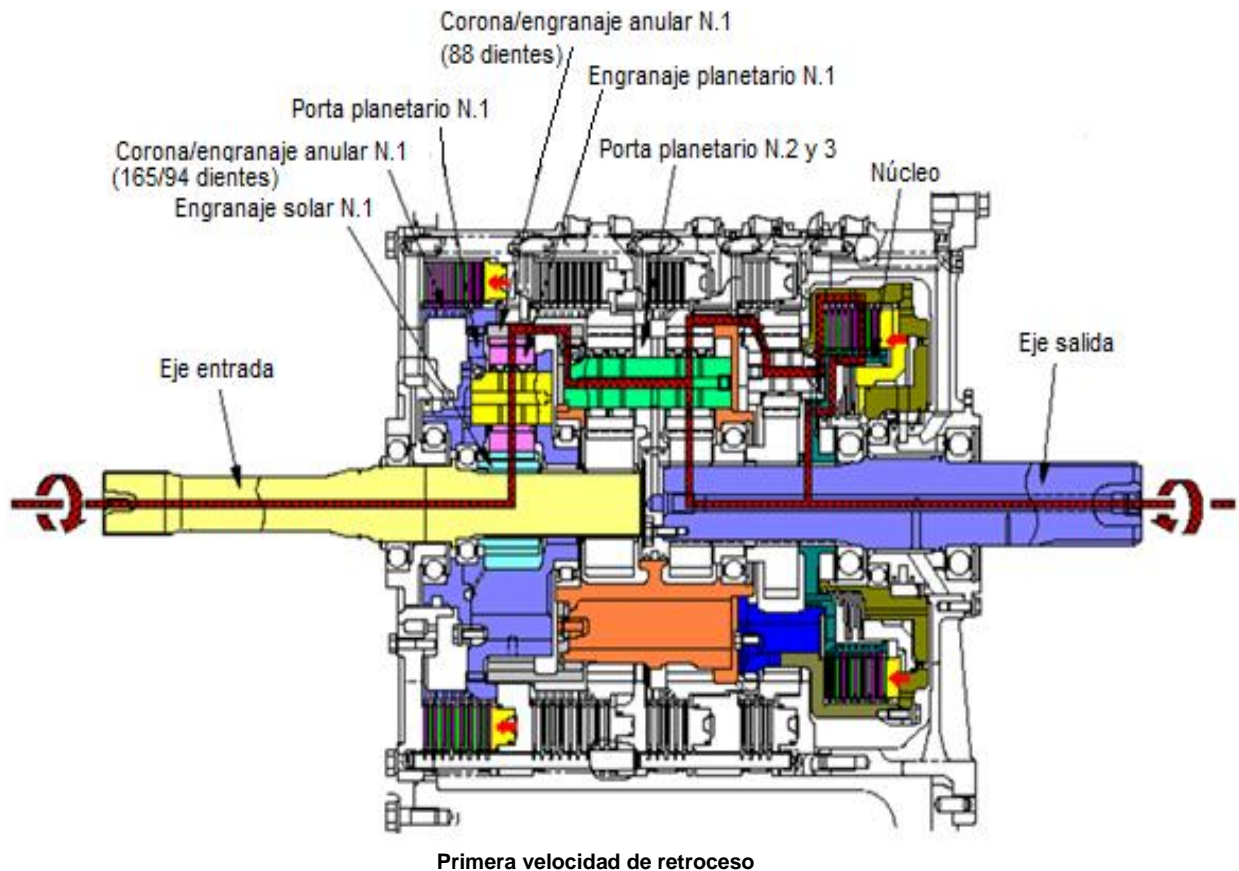 Corona/engranaje anular N.1
(88 dientes)
Engranaje planetario N.1
Porta planetario N.1
Corona/engranaje anular N.1
(165/94 dientes)
Porta planetario N.2 y 3
Núcleo
Engranaje solar N.1
Eje entrada
Eje salida
Primera velocidad de retroceso